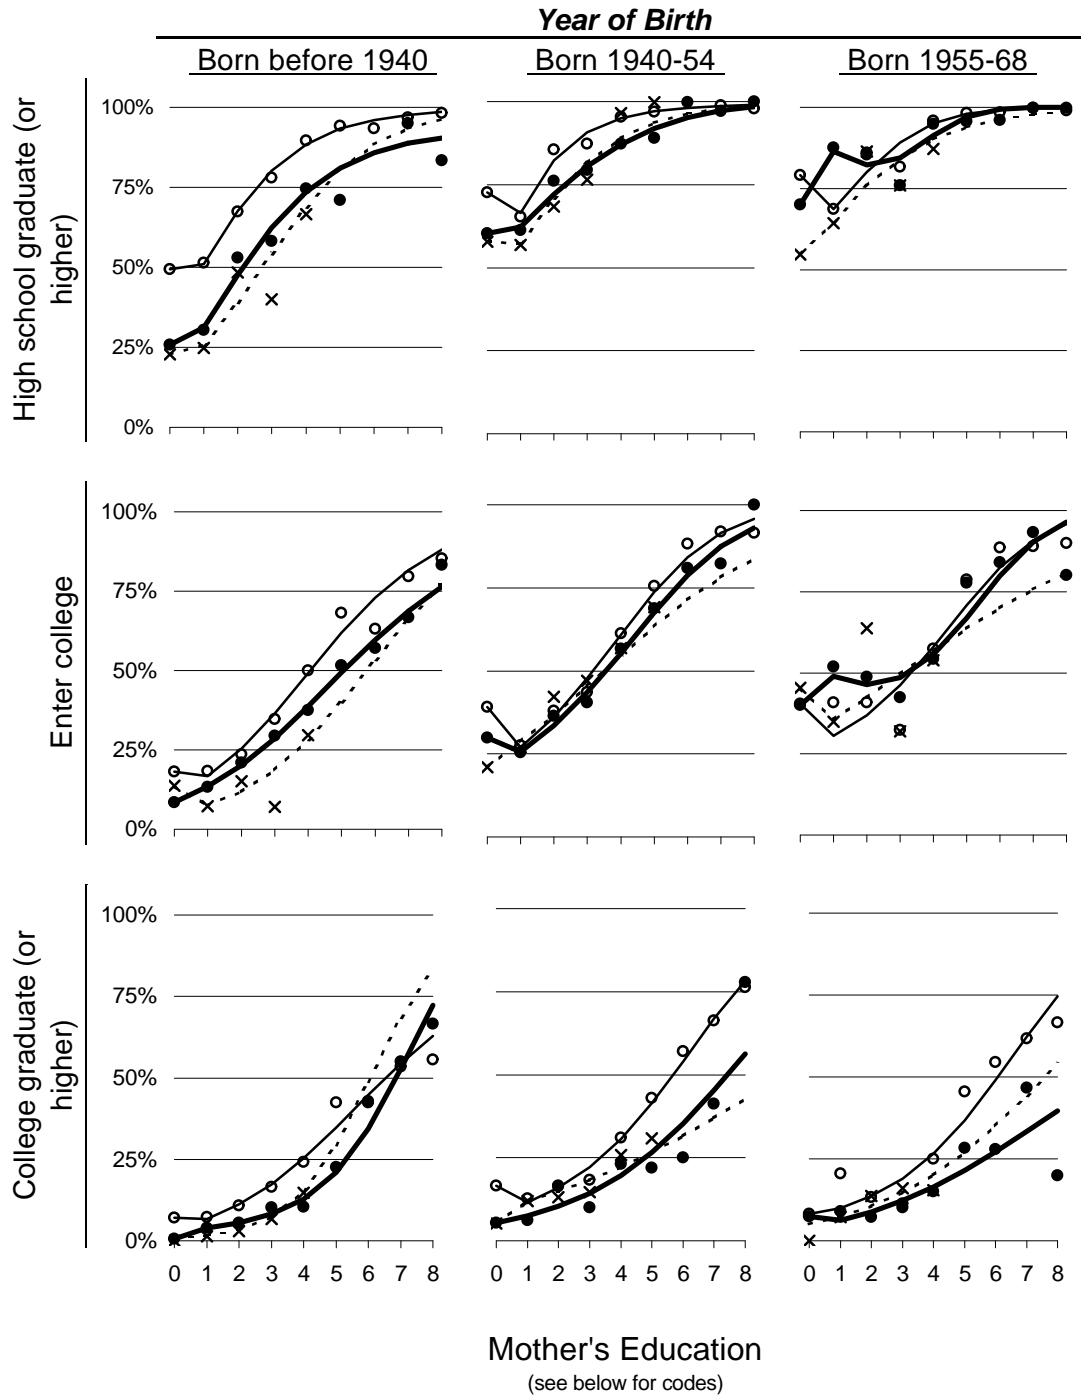 Year of Birth
Born before 1940
Born 1940-54
Born 1955-68
High school graduate (or
higher)
100%
75%
50%
25%
0%
Enter college
100%
75%
50%
25%
0%
College graduate (or
higher)
100%
75%
50%
25%
0%
0 1 2 3 4 5 6 7 8
0 1 2 3 4 5 6 7 8
0 1 2 3 4 5 6 7 8
Mother's Education
(see below for codes)